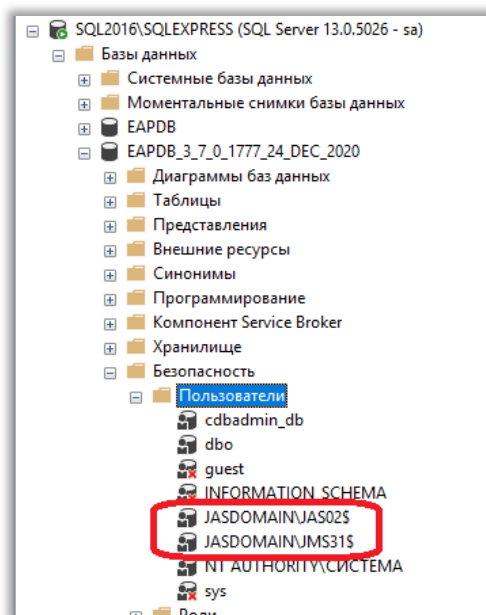 SQL2016\SQLEXPRESS (SQL Server 13.0.5026 - sa)
Базы данных
Системные базы данных
Моментальные снимки базы данных
EAPDB
EAPDB_3_7_0_1777_24_DEC_2020
Диаграммы баз данных
Таблицы
Представления
Внешние ресурсы
Синонимы
Программирование
Компонент Service Broker
Хранилище
Безопасность
Пользователи
cdbadmin_db
dbo
guest
INFORMATION_SCHEMA
JASDOMAIN\JAS02$
JASDOMAIN\JMS31$
NT AUTHORITY\СИСТЕМА
sys
Роли